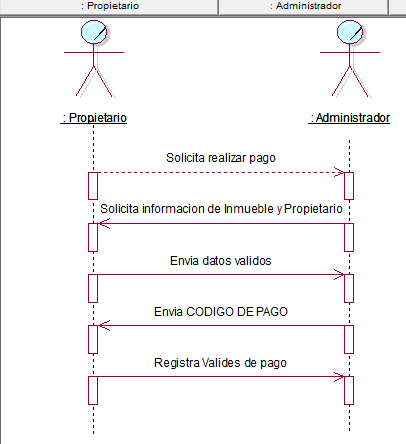 : Propietario
: Administrador
: Propietario
: Administrador
Solicita realizar pago
Solicita informacion de Inmueble y Propietario
Envia datos validos
Envia CODIGO DE PAGO
Registra Valides de pago